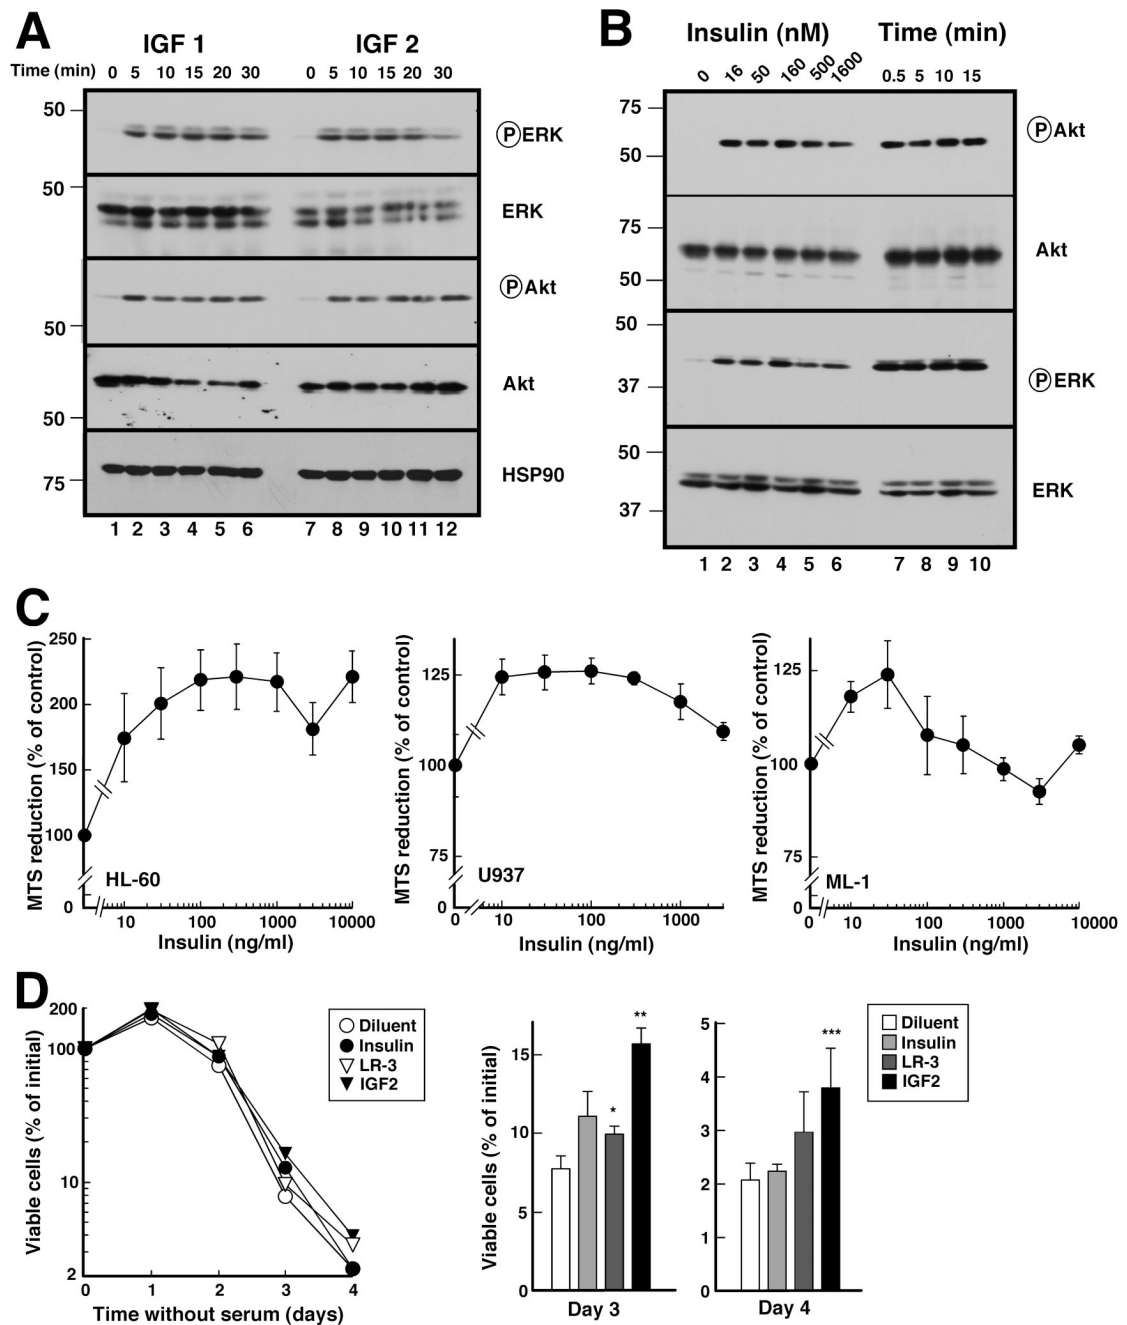 A
IGF 1 IGF 2
Time (min) 0 5 10 15 20 30 0 5 10 15 20 30
50
Ⓟ ERK
50
ERK
Ⓟ Akt
50
Akt
50
HSP90
75
1 2 3 4 5 6 7 8 9 10 11 12
B
Insulin (nM) Time (min)
0 16 50 160 500 1600 0.5 5 10 15
75
Ⓟ Akt
50
75
Akt
50
50
37
Ⓟ ERK
50
ERK
37
1 2 3 4 5 6 7 8 9 10
C
MTS reduction (% of control)
250
200
150
100
0
HL-60
10 100 1000 10000
Insulin (ng/ml)
MTS reduction (% of control)
125
100
75
0
U937
0 10 100 1000
Insulin (ng/ml)
MTS reduction (% of control)
125
100
75
0
ML-1
0 10 100 1000 10000
Insulin (ng/ml)
D
Viable cells (% of initial)
200
100
10
2
Diluent
Insulin
LR-3
IGF2
0 1 2 3 4
Time without serum (days)
Viable cells (% of initial)
15
10
5
0
*
**
Day 3
5
4
3
2
1
0
***
Day 4
Diluent
Insulin
LR-3
IGF2